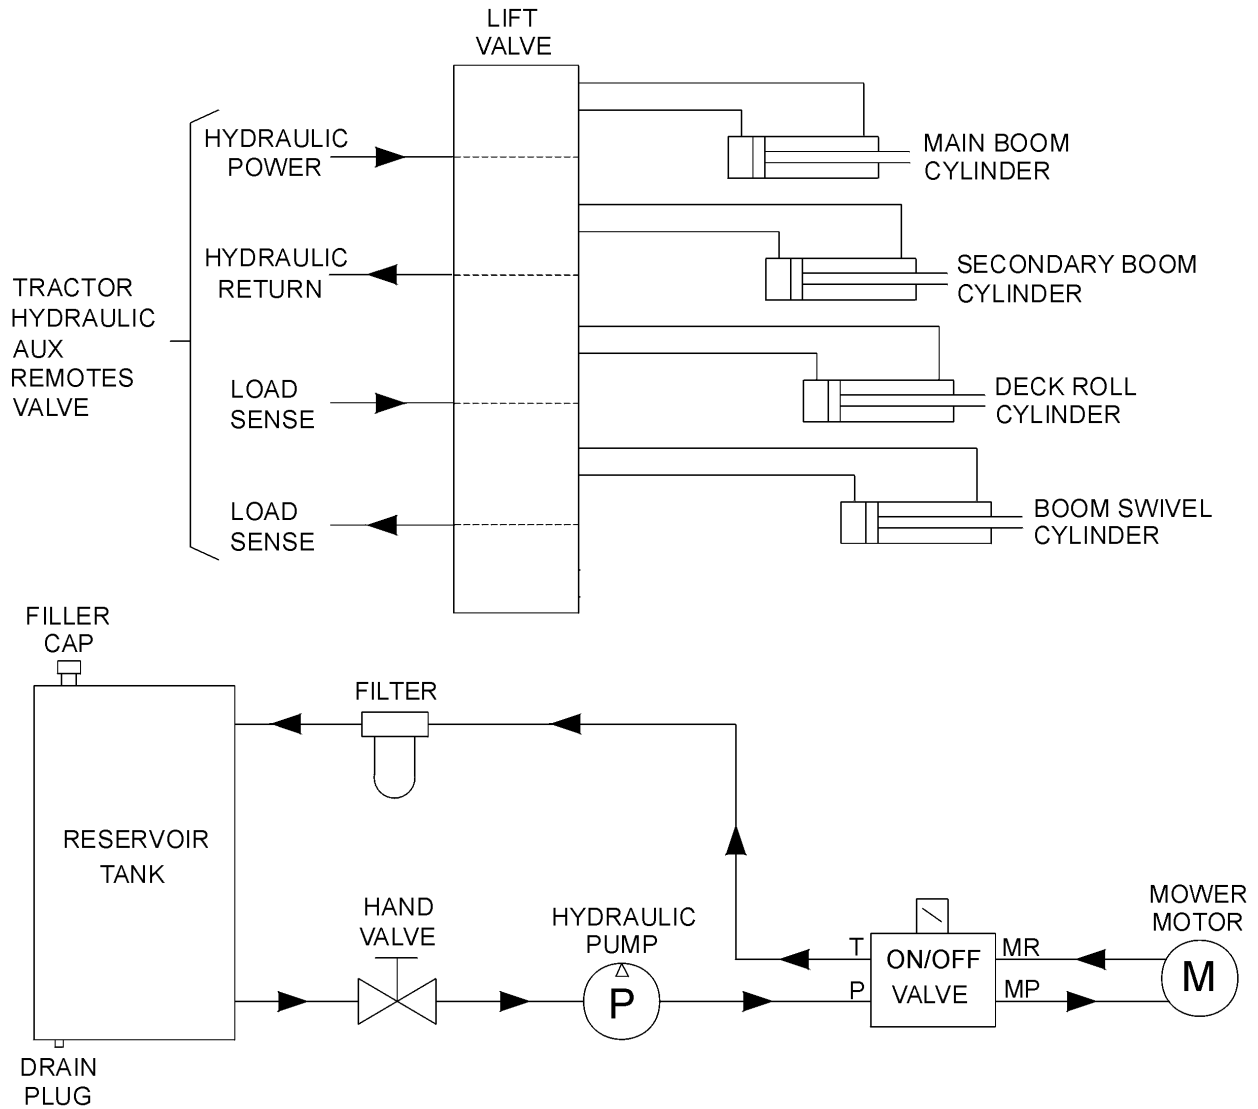 LIFT
VALVE
HYDRAULIC
POWER
HYDRAULIC
RETURN
TRACTOR
HYDRAULIC
AUX
REMOTES
VALVE
LOAD
SENSE
LOAD
SENSE
MAIN BOOM
CYLINDER
SECONDARY BOOM
CYLINDER
DECK ROLL
CYLINDER
BOOM SWIVEL
CYLINDER
FILLER
CAP
FILTER
RESERVOIR
TANK
HAND
VALVE
HYDRAULIC
PUMP
P
T
P
ON/OFF
VALVE
MR
MP
MOWER
MOTOR
M
DRAIN
PLUG